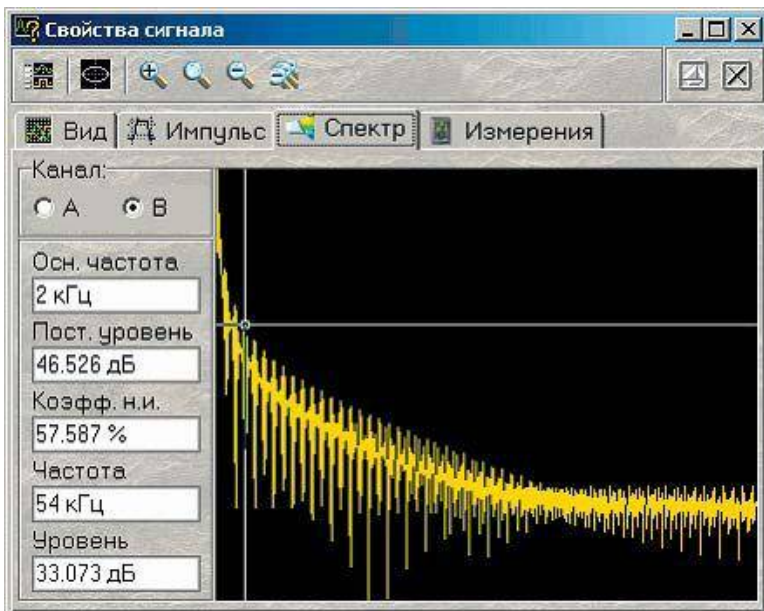 Свойства сигнала
Вид Импульс Спектр Измерения
Канал:
А В
Осн. частота
2 кГц
Пост. уровень
46.526 дБ
Коэфф. н.и.
57.587 %
Частота
54 кГц
Уровень
33.073 дБ